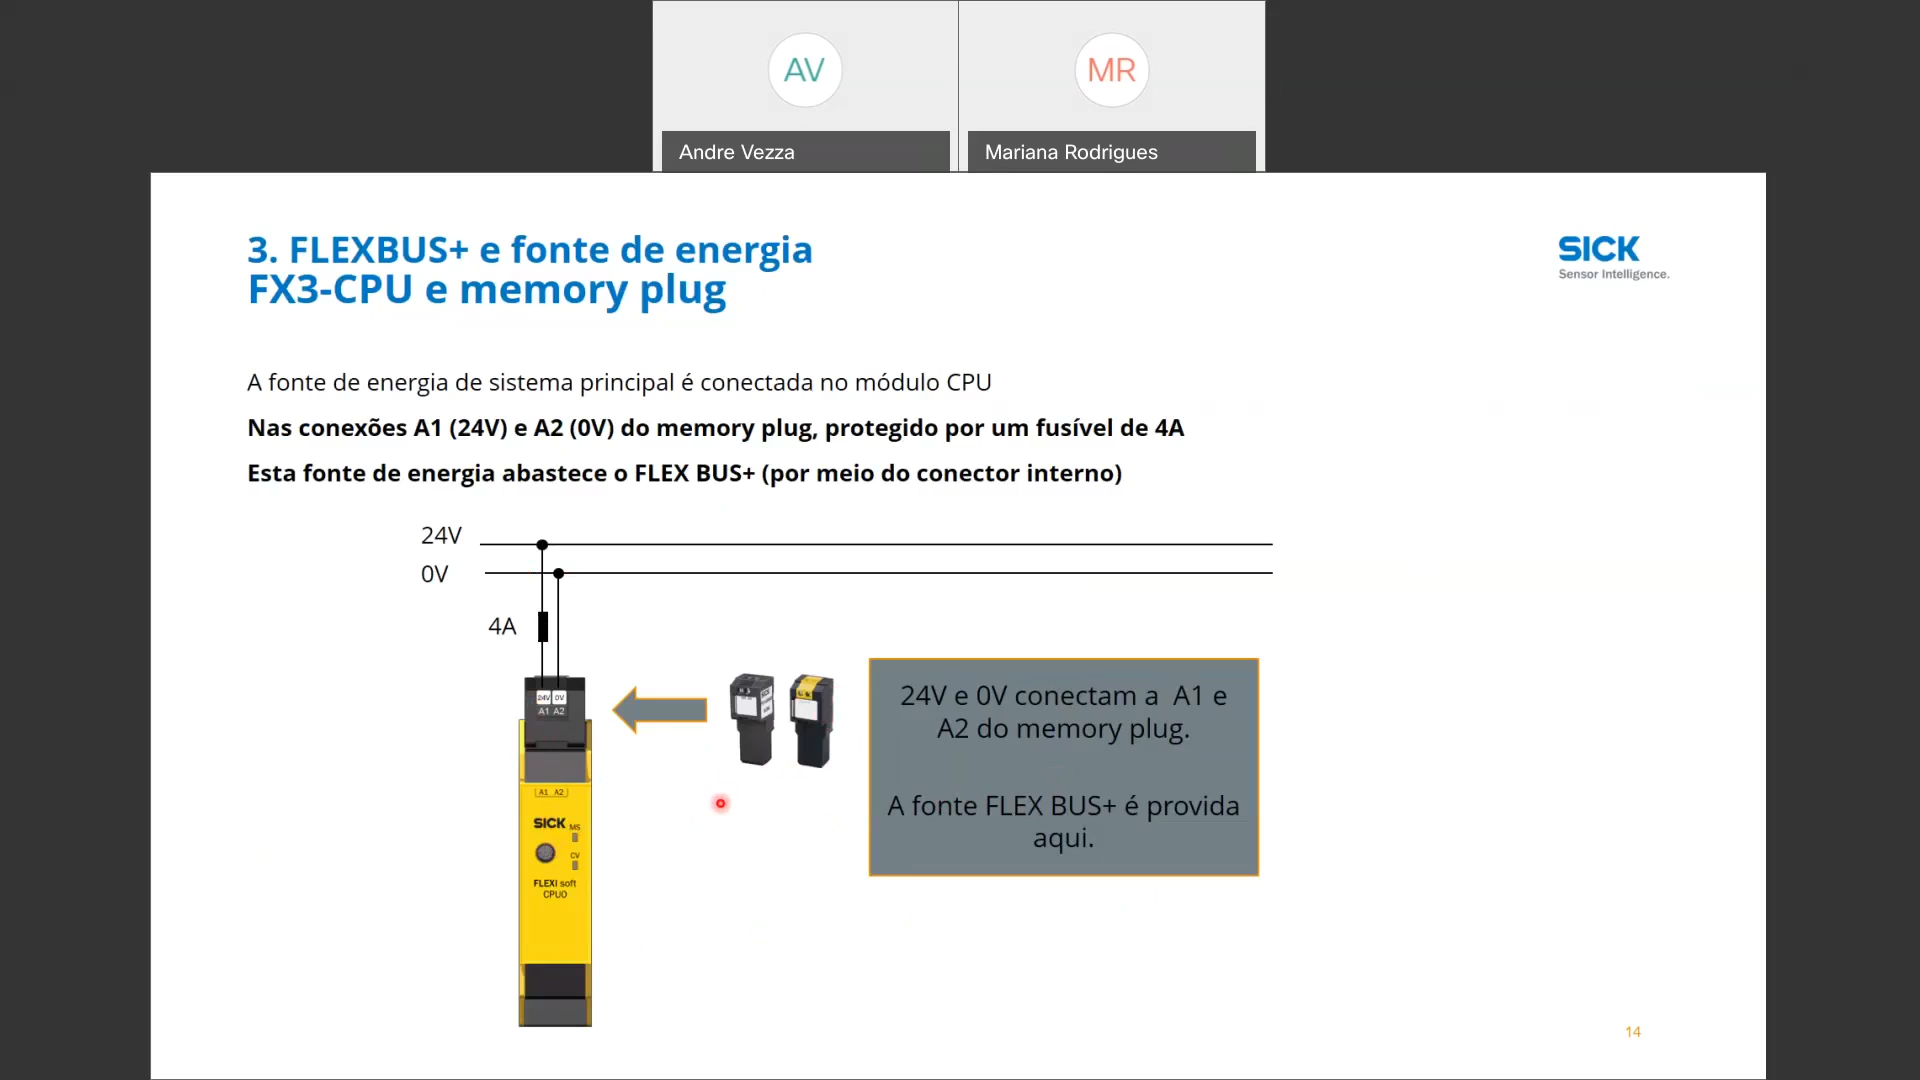 AV
MR
Andre Vezza
Mariana Rodrigues
3. FLEXBUS+ e fonte de energia
FX3-CPU e memory plug
SICK
Sensor Intelligence.
A fonte de energia de sistema principal é conectada no módulo CPU
Nas conexões A1 (24V) e A2 (0V) do memory plug, protegido por um fusível de 4A
Esta fonte de energia abastece o FLEX BUS+ (por meio do conector interno)
24V
0V
4A
24V 0V
A1 A2
24V e 0V conectam a A1 e
A2 do memory plug.
A fonte FLEX BUS+ é provida
aqui.
A1 A2
SICK
MS
CV
FLEXI soft
CPU0
14